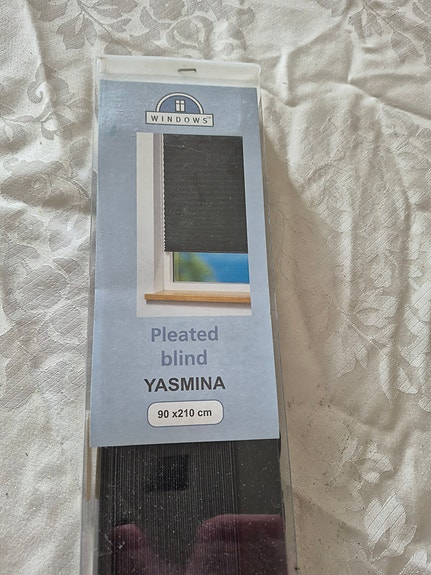 WINDOWS
Pleated
blind
YASMINA
90 x210 cm